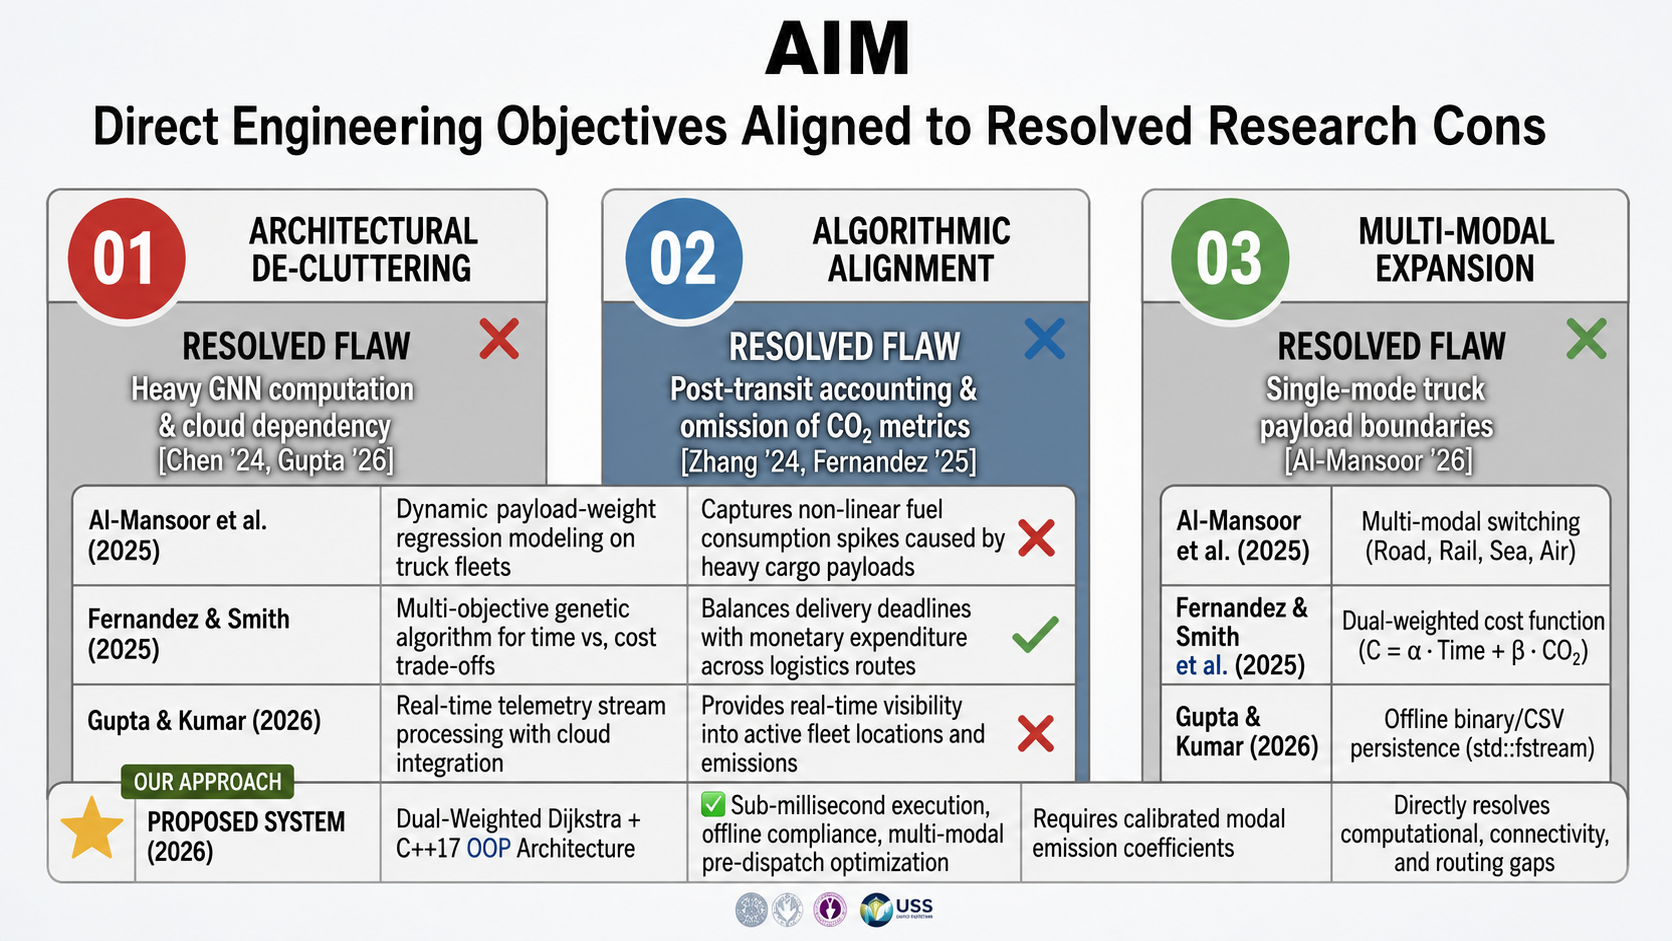 AIM
Direct Engineering Objectives Aligned to Resolved Research Cons
01
ARCHITECTURAL
DE-CLUTTERING
RESOLVED FLAW
Heavy GNN computation
& cloud dependency
[Chen ’24, Gupta ’26]
02
ALGORITHMIC
ALIGNMENT
RESOLVED FLAW
Post-transit accounting &
omission of CO₂ metrics
[Zhang ’24, Fernandez ’25]
03
MULTI-MODAL
EXPANSION
RESOLVED FLAW
Single-mode truck
payload boundaries
[Al-Mansoor ’26]
Al-Mansoor et al.
(2025)
Dynamic payload-weight
regression modeling on
truck fleets
Captures non-linear fuel
consumption spikes caused by
heavy cargo payloads
Fernandez & Smith
(2025)
Multi-objective genetic
algorithm for time vs, cost
trade-offs
Balances delivery deadlines
with monetary expenditure
across logistics routes
Gupta & Kumar (2026)
Real-time telemetry stream
processing with cloud
integration
Provides real-time visibility
into active fleet locations and
emissions
Al-Mansoor
et al. (2025)
Multi-modal switching
(Road, Rail, Sea, Air)
Fernandez &
Smith
et al. (2025)
Dual-weighted cost function
(C = α · Time + β · CO₂)
Gupta &
Kumar (2026)
Offline binary/CSV
persistence (std::fstream)
OUR APPROACH
PROPOSED SYSTEM
(2026)
Dual-Weighted Dijkstra +
C++17 OOP Architecture
✅ Sub-millisecond execution,
offline compliance, multi-modal
pre-dispatch optimization
Requires calibrated modal
emission coefficients
Directly resolves
computational, connectivity,
and routing gaps
USS